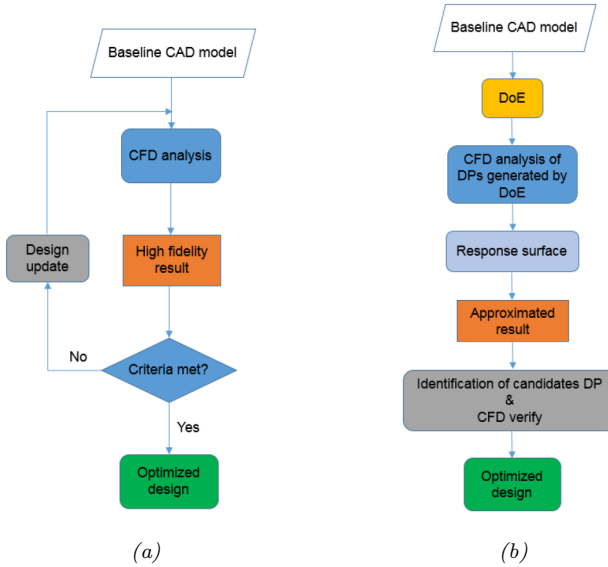 Baseline CAD model
CFD analysis
High fidelity
result
Design
update
No
Criteria met?
Yes
Optimized
design
(a)
Baseline CAD model
DoE
CFD analysis of
DPs generated by
DoE
Response surface
Approximated
result
Identification of candidates DP
&
CFD verify
Optimized
design
(b)